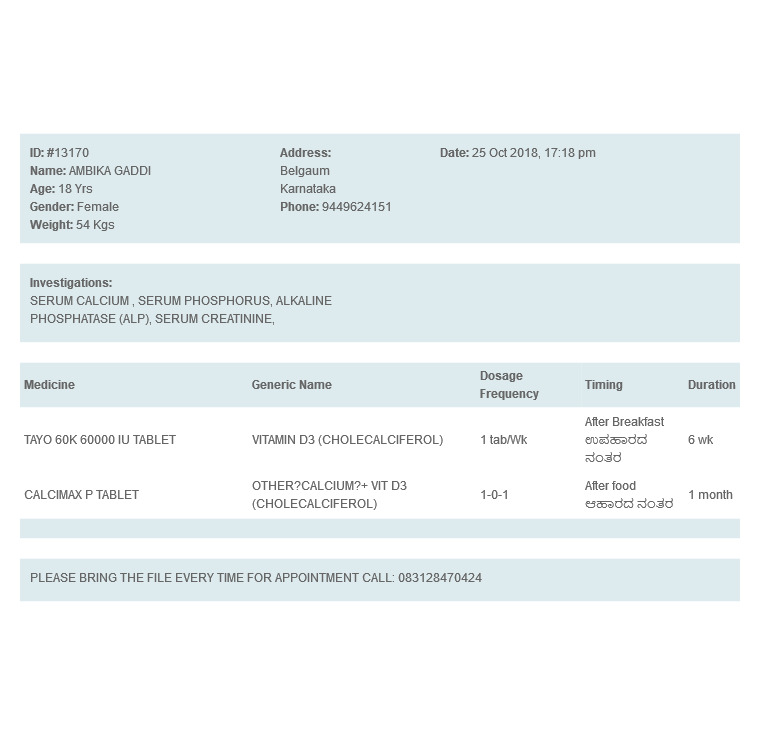 ID: #13170
Name: AMBIKA GADDI
Age: 18 Yrs
Gender: Female
Weight: 54 Kgs
Address:
Belgaum
Karnataka
Phone: 9449624151
Date: 25 Oct 2018, 17:18 pm
Investigations:
SERUM CALCIUM , SERUM PHOSPHORUS, ALKALINE
PHOSPHATASE (ALP), SERUM CREATININE,
Medicine Generic Name Dosage Frequency Timing Duration
TAYO 60K 60000 IU TABLET VITAMIN D3 (CHOLECALCIFEROL) 1 tab/Wk After Breakfast ಉಪಹಾರದ ನಂತರ 6 wk
CALCIMAX P TABLET OTHER?CALCIUM?+ VIT D3 (CHOLECALCIFEROL) 1-0-1 After food ಆಹಾರದ ನಂತರ 1 month
PLEASE BRING THE FILE EVERY TIME FOR APPOINTMENT CALL: 083128470424